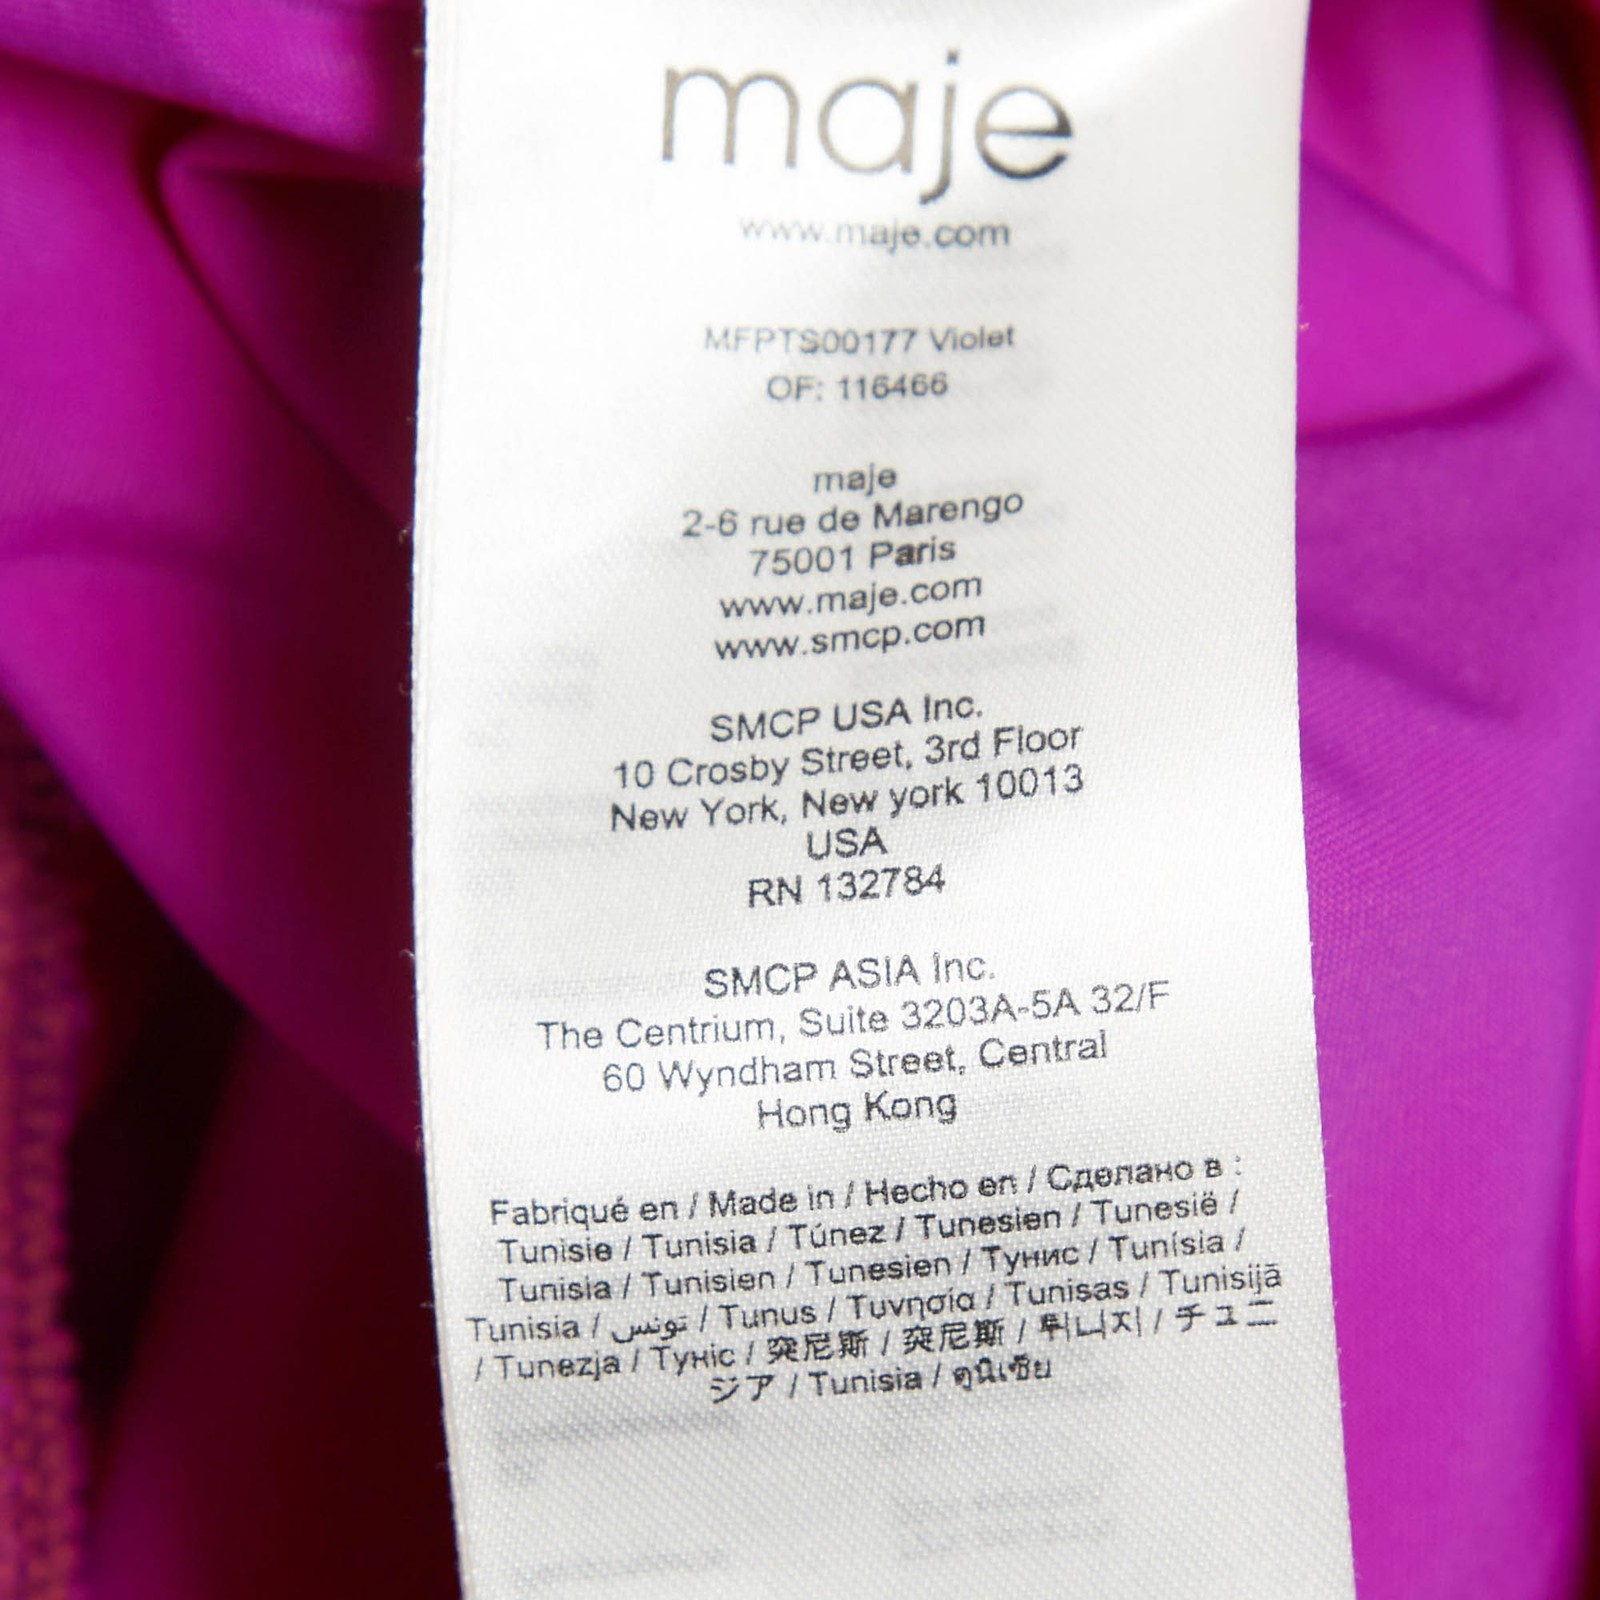 maje
www.maje.com
MFPTS00177 Violet
OF: 116466
maje
2-6 rue de Marengo
75001 Paris
www.maje.com
www.smcp.com
SMCP USA Inc.
10 Crosby Street, 3rd Floor
New York, New york 10013
USA
RN 132784
SMCP ASIA Inc.
The Centrium, Suite 3203A-5A 32/F
60 Wyndham Street, Central
Hong Kong
Fabriqué en / Made in / Hecho en / Сделано в :
Tunisie / Tunisia / Túnez / Tunesien / Tunesië /
Tunisia / Tunisien / Tunesien / Тунис / Tunísia /
Tunisia / تونس / Tunus / Τυνησία / Tunisas / Tunisijā
/ Tunezja / Туніс / 突尼斯 / 突尼斯 / 튀니지 / チュニ
ジア / Tunisia / ตูนิเซีย